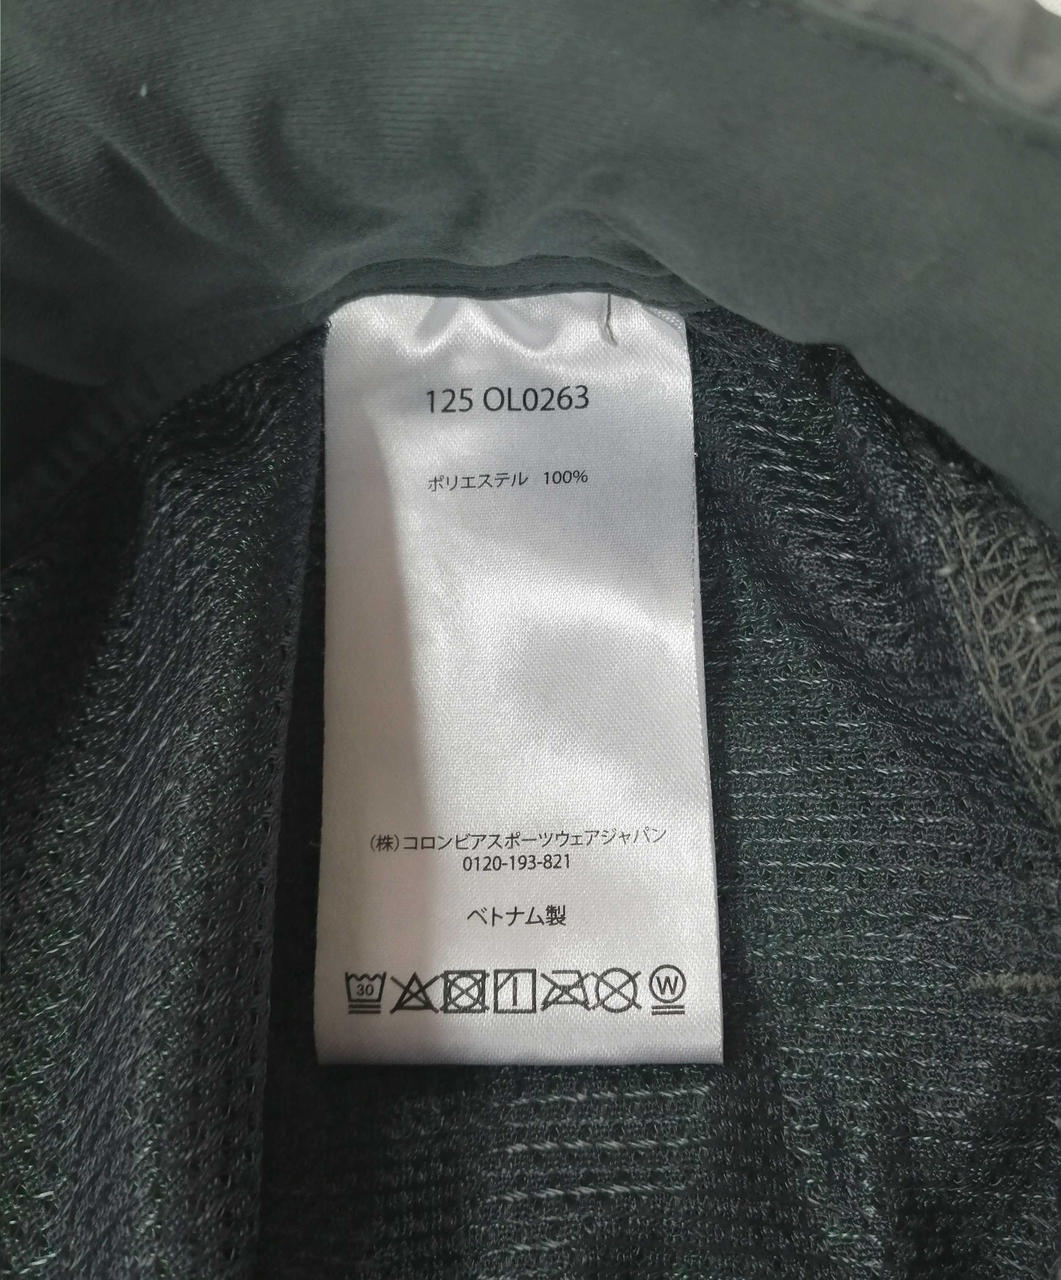 125 OL0263
ポリエステル 100%
(株)コロンビアスポーツウェアジャパン
0120-193-821
ベトナム製
30
W